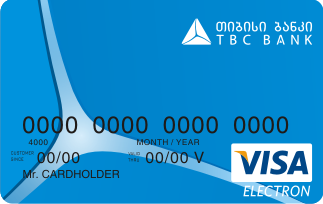 თიბისი ბანკი
TBC BANK
0000 0000 0000 0000
4000 MONTH / YEAR
CUSTOMER SINCE 00/00 VALID THRU 00/00 V
Mr. CARDHOLDER
VISA
ELECTRON